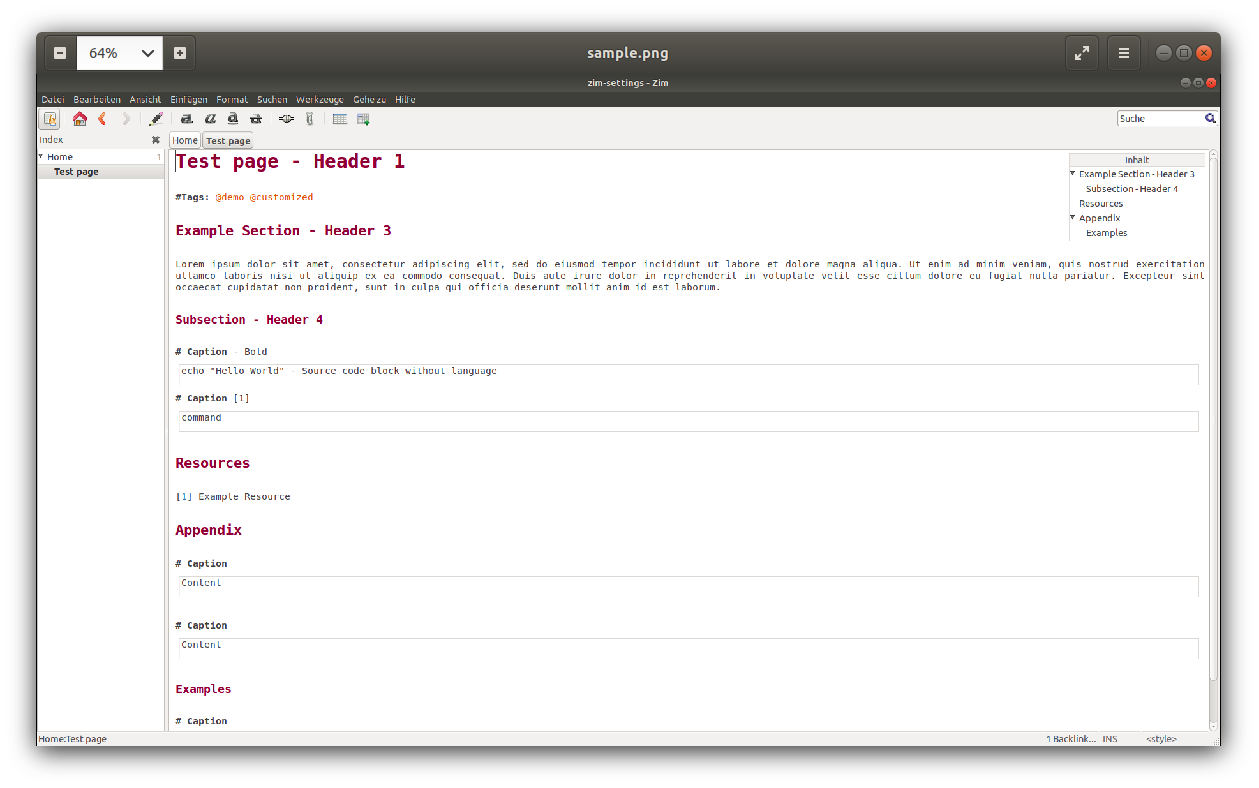 64%
sample.png
zim-settings - Zim
Datei Bearbeiten Ansicht Einfügen Format Suchen Werkzeuge Gehe zu Hilfe
a a a a
Suche
Index
Home 1
Test page
Home Test page
Test page - Header 1
#Tags: @demo @customized
Example Section - Header 3
Lorem ipsum dolor sit amet, consectetur adipiscing elit, sed do eiusmod tempor incididunt ut labore et dolore magna aliqua. Ut enim ad minim veniam, quis nostrud exercitation
ullamco laboris nisi ut aliquip ex ea commodo consequat. Duis aute irure dolor in reprehenderit in voluptate velit esse cillum dolore eu fugiat nulla pariatur. Excepteur sint
occaecat cupidatat non proident, sunt in culpa qui officia deserunt mollit anim id est laborum.
Subsection - Header 4
# Caption - Bold
echo "Hello World" - Source code block without language
# Caption [1]
command
Resources
[1] Example Resource
Appendix
# Caption
Content
# Caption
Content
Examples
# Caption
Inhalt
Example Section - Header 3
Subsection - Header 4
Resources
Appendix
Examples
Home:Test page
1 Backlink... INS <style>